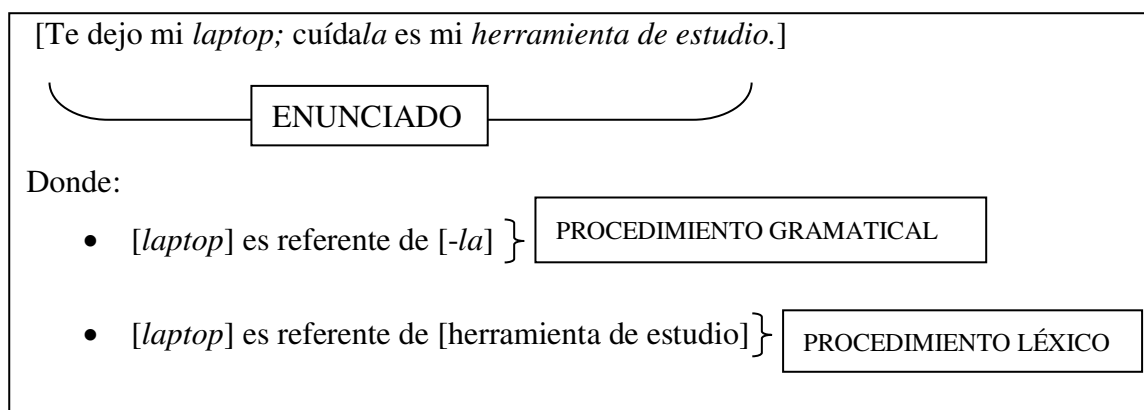 [Te dejo mi laptop; cuídala es mi herramienta de estudio.]
ENUNCIADO
Donde:
• [laptop] es referente de [-la] PROCEDIMIENTO GRAMATICAL
• [laptop] es referente de [herramienta de estudio] PROCEDIMIENTO LÉXICO